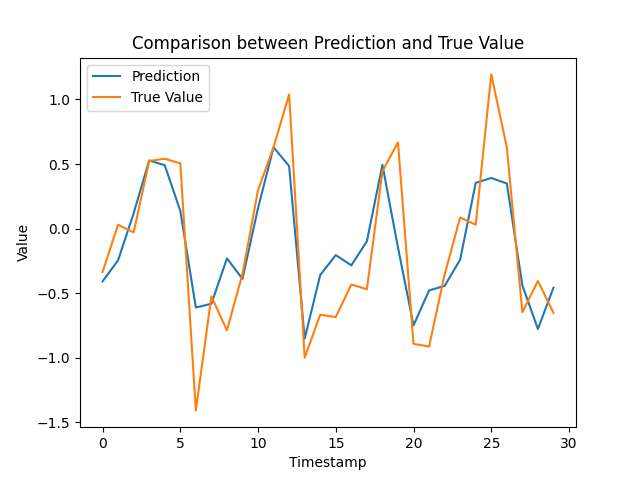 Comparison between Prediction and True Value
Prediction
True Value
1.0
0.5
0.0
−0.5
−1.0
−1.5
Value
0 5 10 15 20 25 30
Timestamp